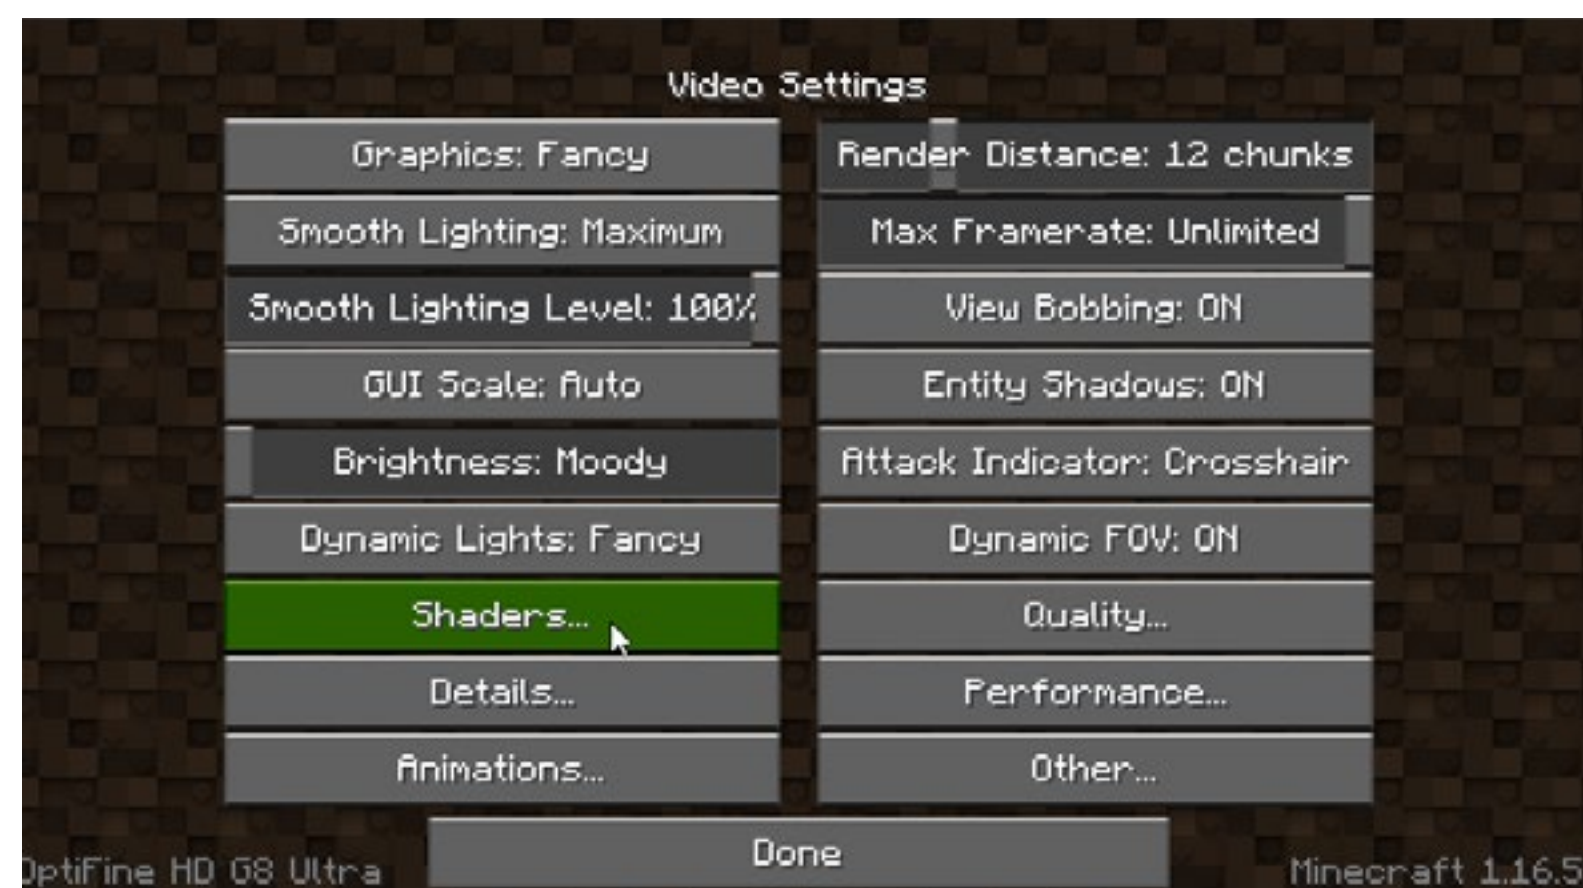 Video Settings
Graphics: Fancy
Render Distance: 12 chunks
Smooth Lighting: Maximum
Max Framerate: Unlimited
Smooth Lighting Level: 100%
View Bobbing: ON
GUI Scale: Auto
Entity Shadows: ON
Brightness: Moody
Attack Indicator: Crosshair
Dynamic Lights: Fancy
Dynamic FOV: ON
Shaders...
Quality...
Details...
Performance...
Animations...
Other...
Done
OptiFine HD G8 Ultra
Minecraft 1.16.5